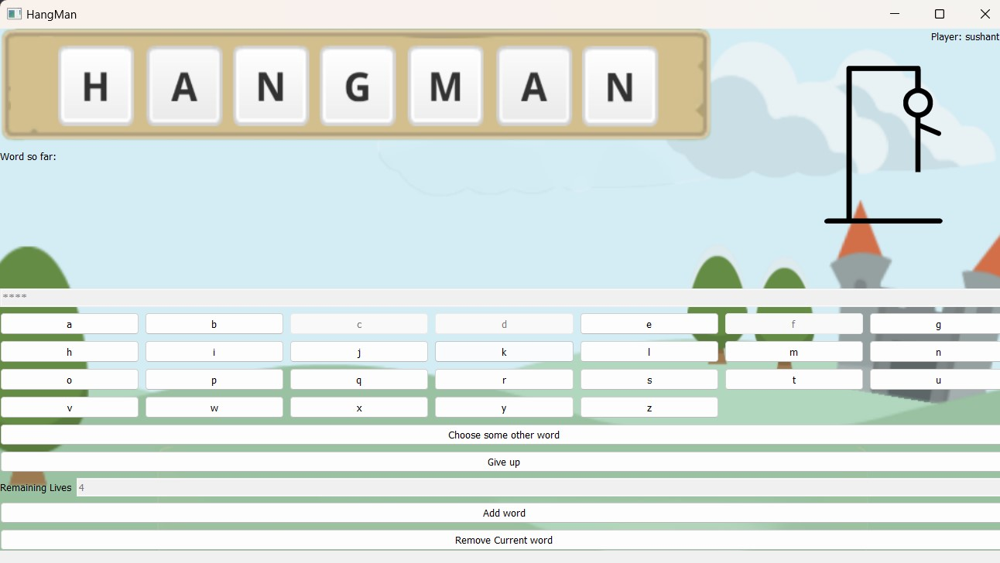 HangMan
Player: sushant
H A N G M A N
Word so far:
****
a b c d e f g
h i j k l m n
o p q r s t u
v w x y z
Choose some other word
Give up
Remaining Lives 4
Add word
Remove Current word